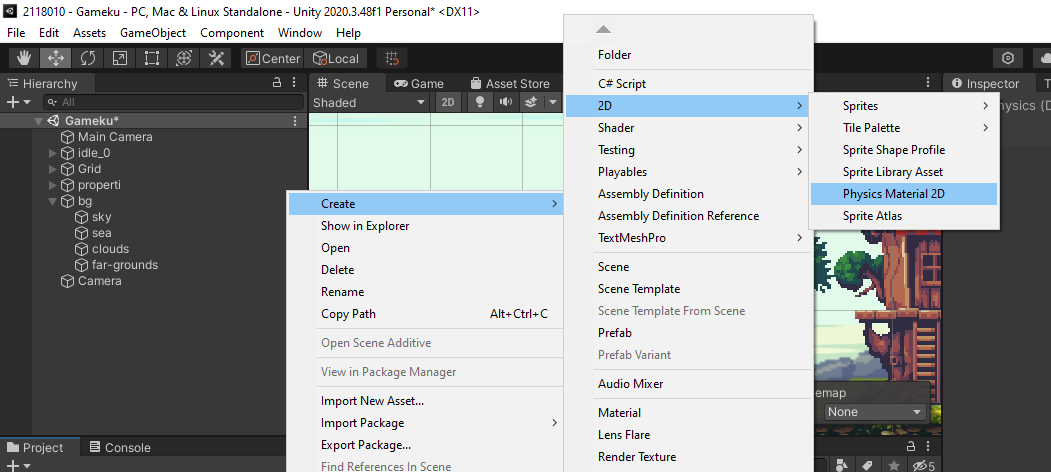 2118010 - Gameku - PC, Mac & Linux Standalone - Unity 2020.3.48f1 Personal* <DX11>
File Edit Assets GameObject Component Window Help
Center Local
Hierarchy
All
Gameku*
Main Camera
idle_0
Grid
properti
bg
sky
sea
clouds
far-grounds
Camera
Scene Game Asset Store
Shaded 2D
Create
Show in Explorer
Open
Delete
Rename
Copy Path Alt+Ctrl+C
Open Scene Additive
View in Package Manager
Import New Asset...
Import Package
Export Package...
Find References In Scene
Folder
C# Script
2D
Shader
Testing
Playables
Assembly Definition
Assembly Definition Reference
TextMeshPro
Scene
Scene Template
Scene Template From Scene
Prefab
Prefab Variant
Audio Mixer
Material
Lens Flare
Render Texture
Sprites
Tile Palette
Sprite Shape Profile
Sprite Library Asset
Physics Material 2D
Sprite Atlas
Inspector
hysics (D
emap
None
Project Console
5